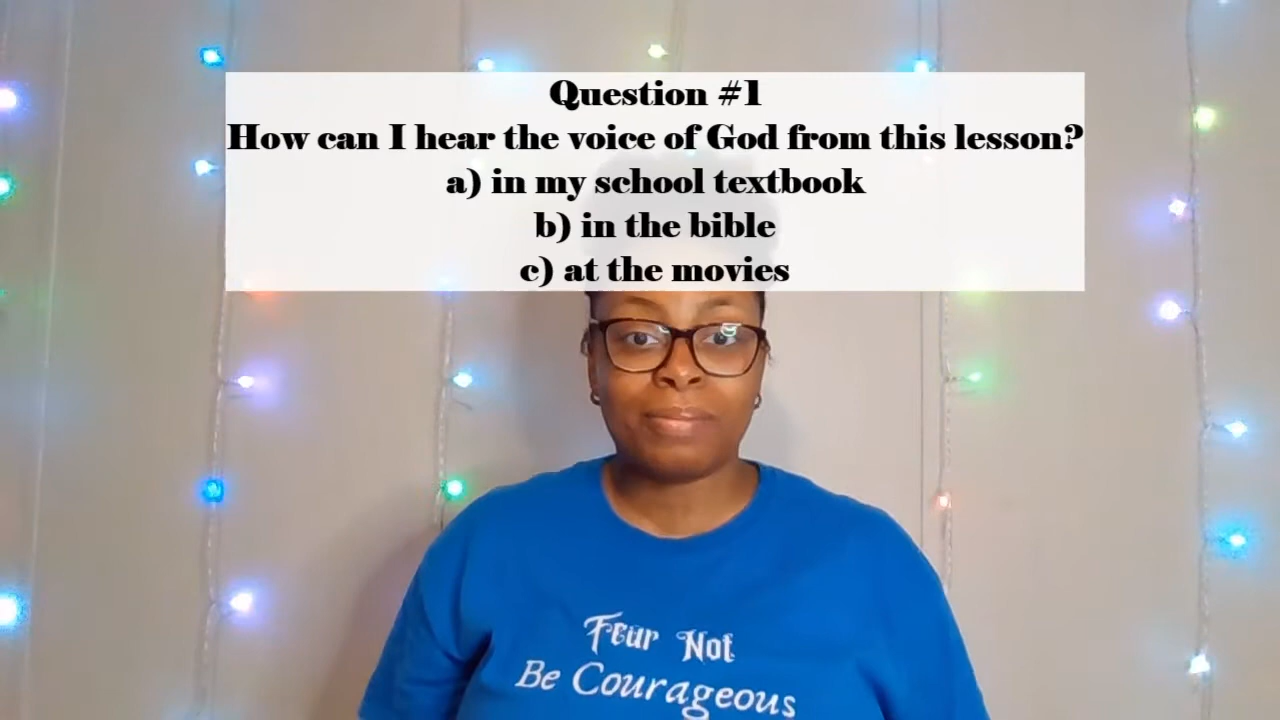 Question #1
How can I hear the voice of God from this lesson?
a) in my school textbook
b) in the bible
c) at the movies
Fear Not
Be Courageous